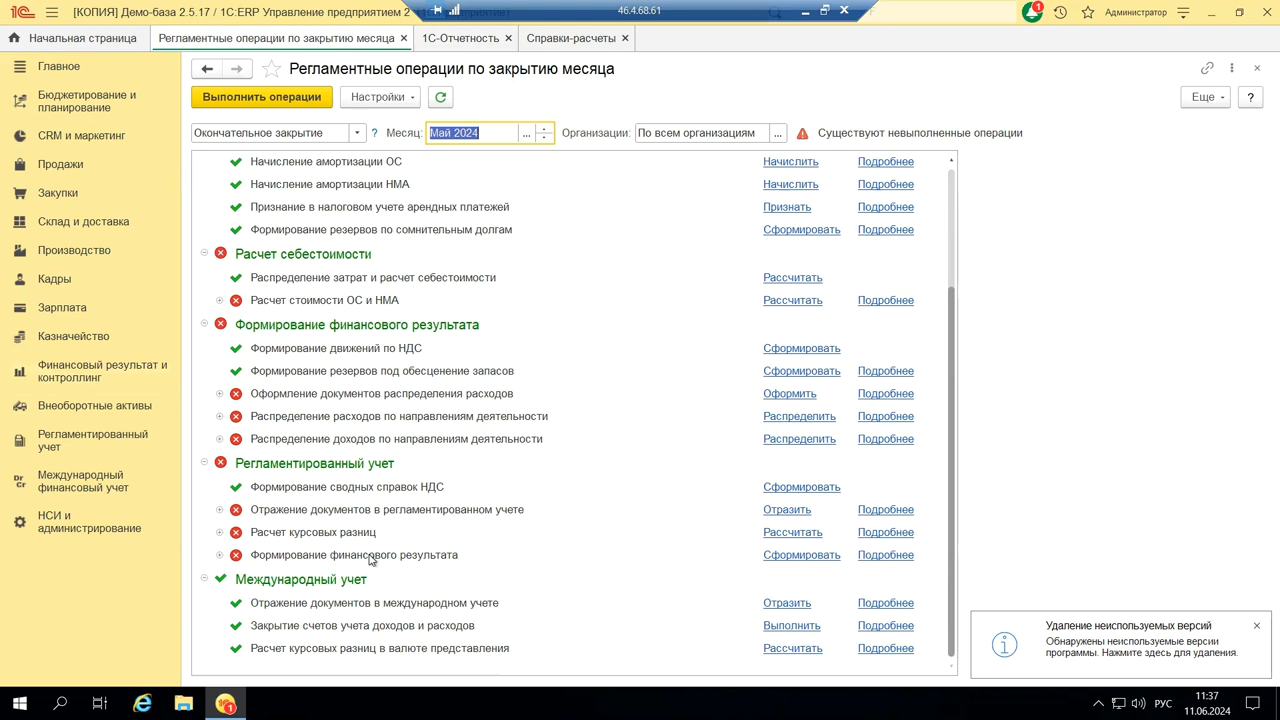 [КОПИЯ] Демо-база 2.5.17 / 1С:ERP Управление предприятием 2
46.4.68.61
1
Администратор
Начальная страница
Регламентные операции по закрытию месяца
1С-Отчетность
Справки-расчеты
Главное
Бюджетирование и планирование
CRM и маркетинг
Продажи
Закупки
Склад и доставка
Производство
Кадры
Зарплата
Казначейство
Финансовый результат и контроллинг
Внеоборотные активы
Регламентированный учет
Международный финансовый учет
НСИ и администрирование
Регламентные операции по закрытию месяца
Выполнить операции
Настройки
Еще
?
Окончательное закрытие
?
Месяц:
Май 2024
...
Организации:
По всем организациям
...
Существуют невыполненные операции
Начисление амортизации ОС Начислить Подробнее
Начисление амортизации НМА Начислить Подробнее
Признание в налоговом учете арендных платежей Признать Подробнее
Формирование резервов по сомнительным долгам Сформировать Подробнее
Расчет себестоимости
Распределение затрат и расчет себестоимости Рассчитать
Расчет стоимости ОС и НМА Рассчитать Подробнее
Формирование финансового результата
Формирование движений по НДС Сформировать
Формирование резервов под обесценение запасов Сформировать Подробнее
Оформление документов распределения расходов Оформить Подробнее
Распределение расходов по направлениям деятельности Распределить Подробнее
Распределение доходов по направлениям деятельности Распределить Подробнее
Регламентированный учет
Формирование сводных справок НДС Сформировать
Отражение документов в регламентированном учете Отразить Подробнее
Расчет курсовых разниц Рассчитать Подробнее
Формирование финансового результата Сформировать Подробнее
Международный учет
Отражение документов в международном учете Отразить Подробнее
Закрытие счетов учета доходов и расходов Выполнить Подробнее
Расчет курсовых разниц в валюте представления Рассчитать Подробнее
Удаление неиспользуемых версий
Обнаружены неиспользуемые версии
программы. Нажмите здесь для удаления.
РУС
11:37
11.06.2024